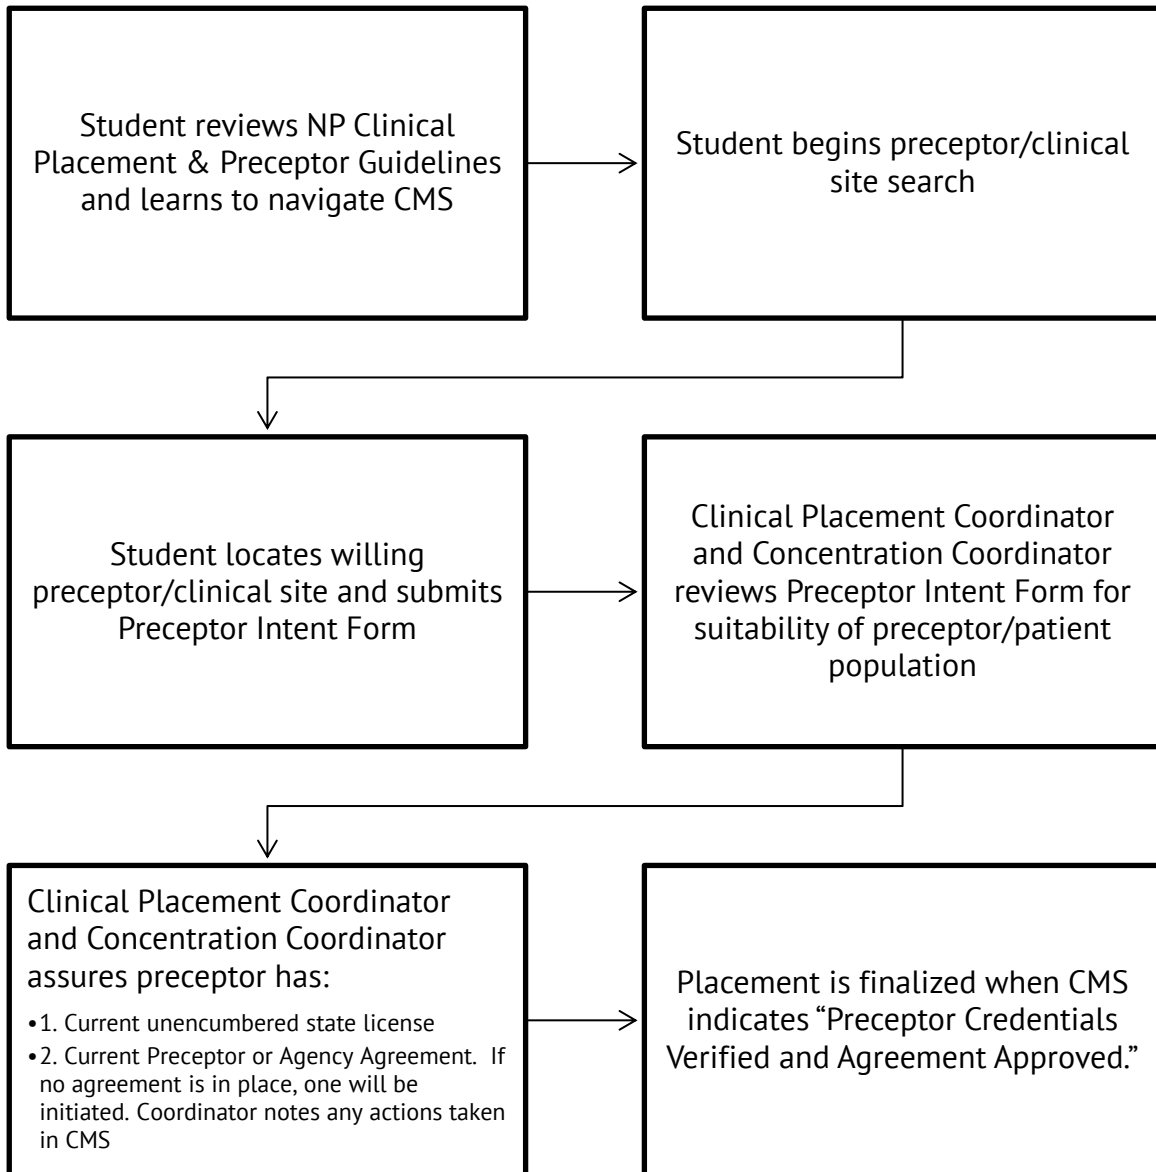 Student reviews NP Clinical
Placement & Preceptor Guidelines
and learns to navigate CMS
Student begins preceptor/clinical
site search
Student locates willing
preceptor/clinical site and submits
Preceptor Intent Form
Clinical Placement Coordinator
and Concentration Coordinator
reviews Preceptor Intent Form for
suitability of preceptor/patient
population
Clinical Placement Coordinator
and Concentration Coordinator
assures preceptor has:
•1. Current unencumbered state license
•2. Current Preceptor or Agency Agreement.  If
no agreement is in place, one will be
initiated. Coordinator notes any actions taken
in CMS
Placement is finalized when CMS
indicates “Preceptor Credentials
Verified and Agreement Approved.”